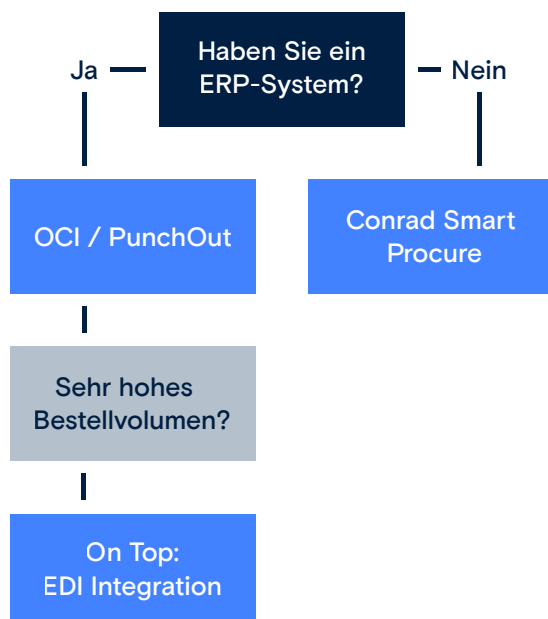 Haben Sie ein
ERP-System?
Ja
Nein
OCI / PunchOut
Conrad Smart
Procure
Sehr hohes
Bestellvolumen?
On Top:
EDI Integration